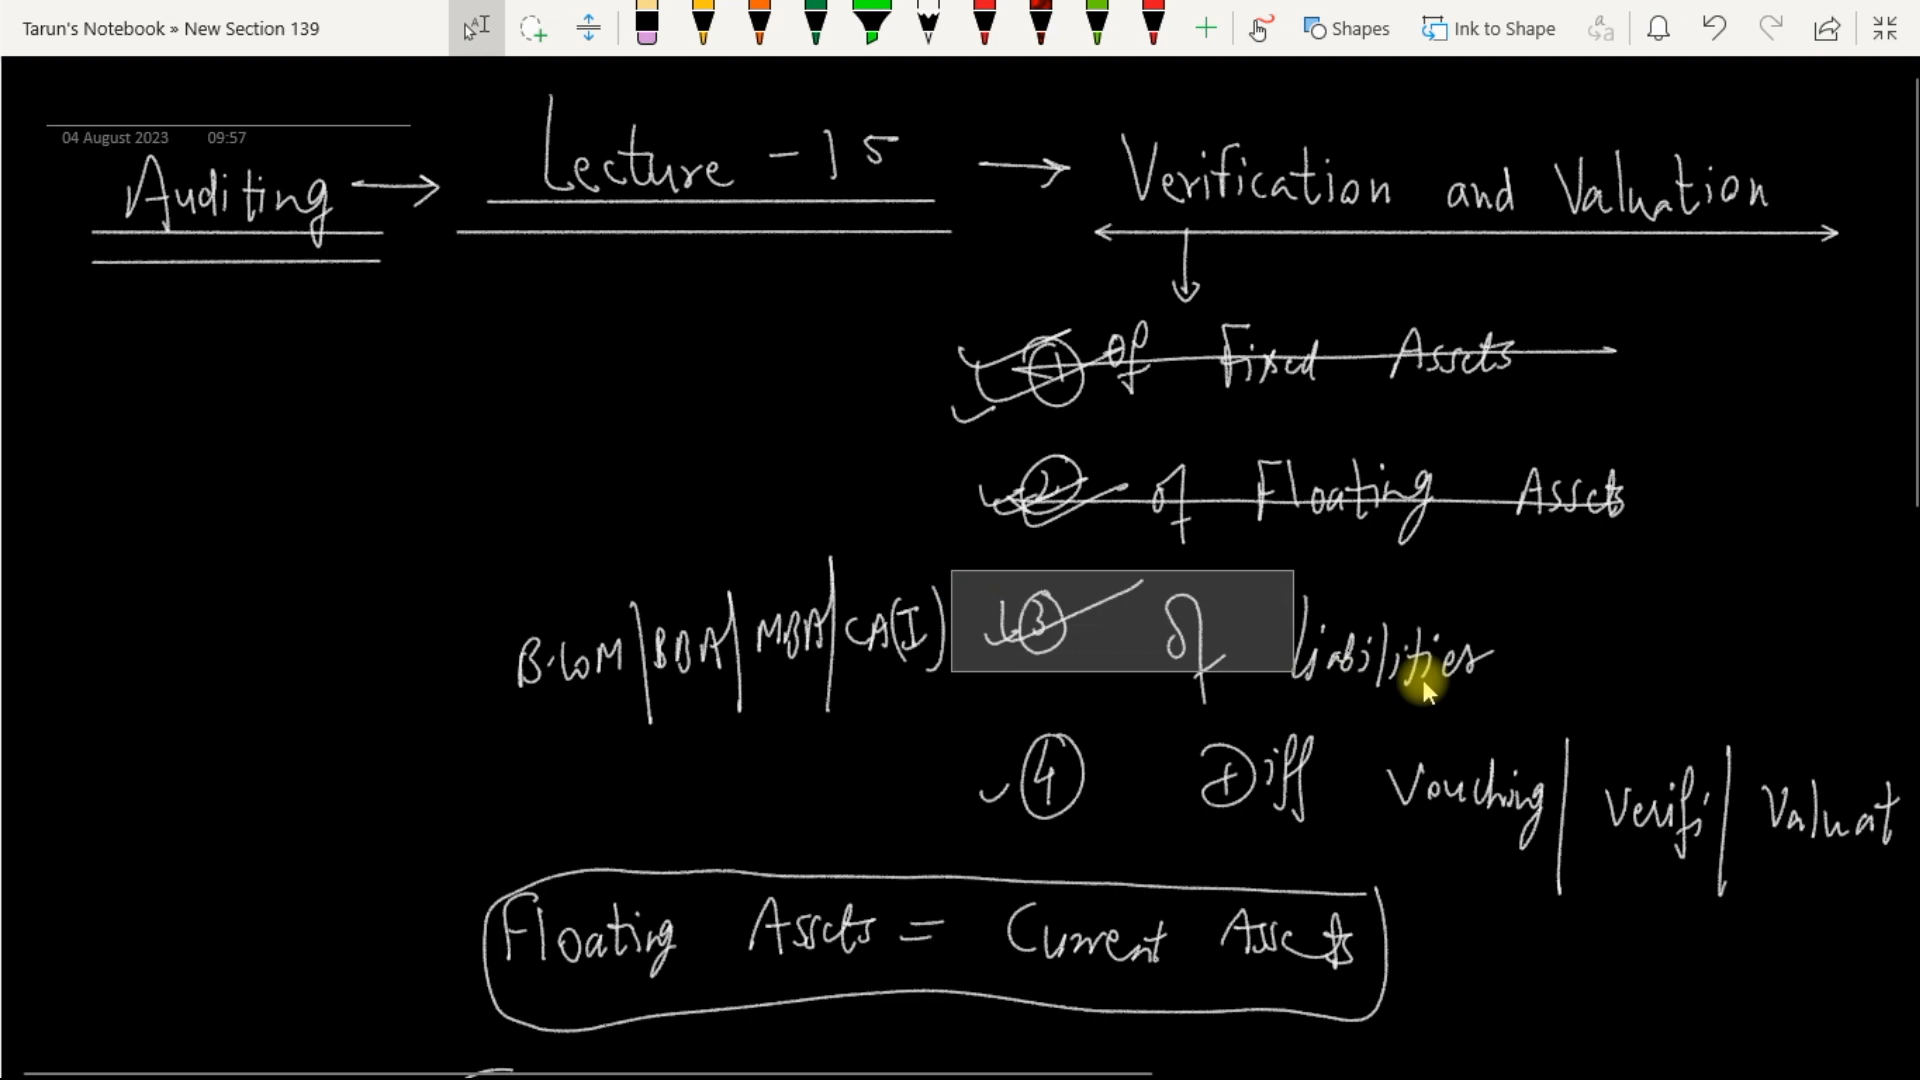 Tarun's Notebook » New Section 139
Shapes
Ink to Shape
04 August 2023 09:57
Auditing → Lecture - 15 → Verification and Valuation
① of Fixed Assets
② of Floating Assets
B.COM | BBA | MBA | CA(I) ③ of liabilities
④ Diff Vouching | Verifi | Valuat
Floating Assets = Current Assets